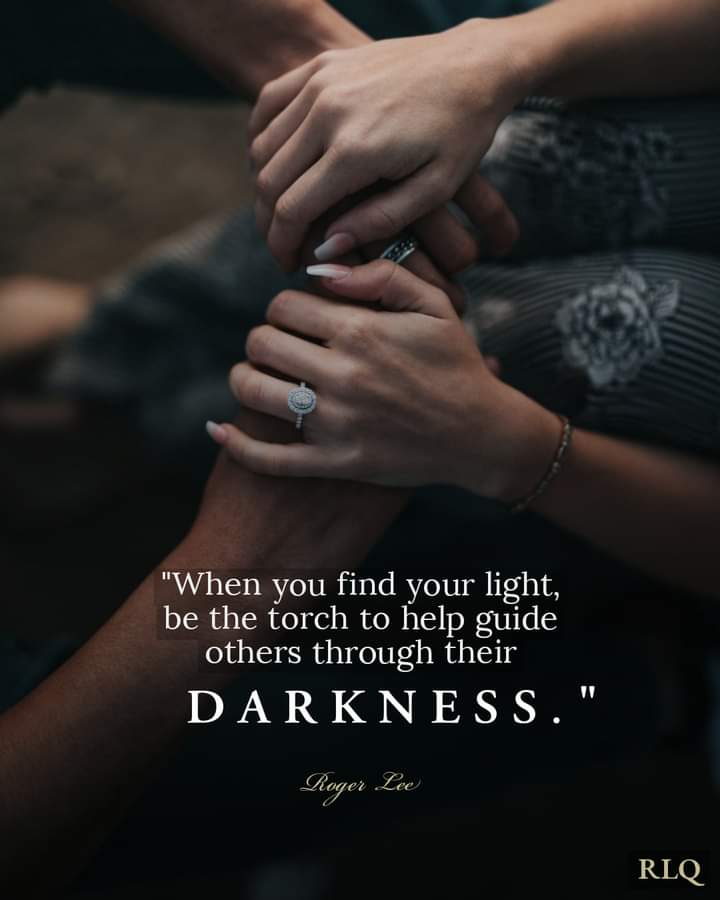 "When you find your light,
be the torch to help guide
others through their
DARKNESS."
Roger Lee
RLQ